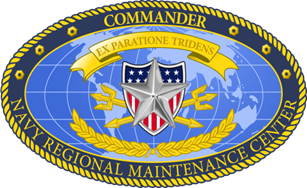 COMMANDER
EX PARATIONE TRIDENS
NAVY REGIONAL MAINTENANCE CENTER